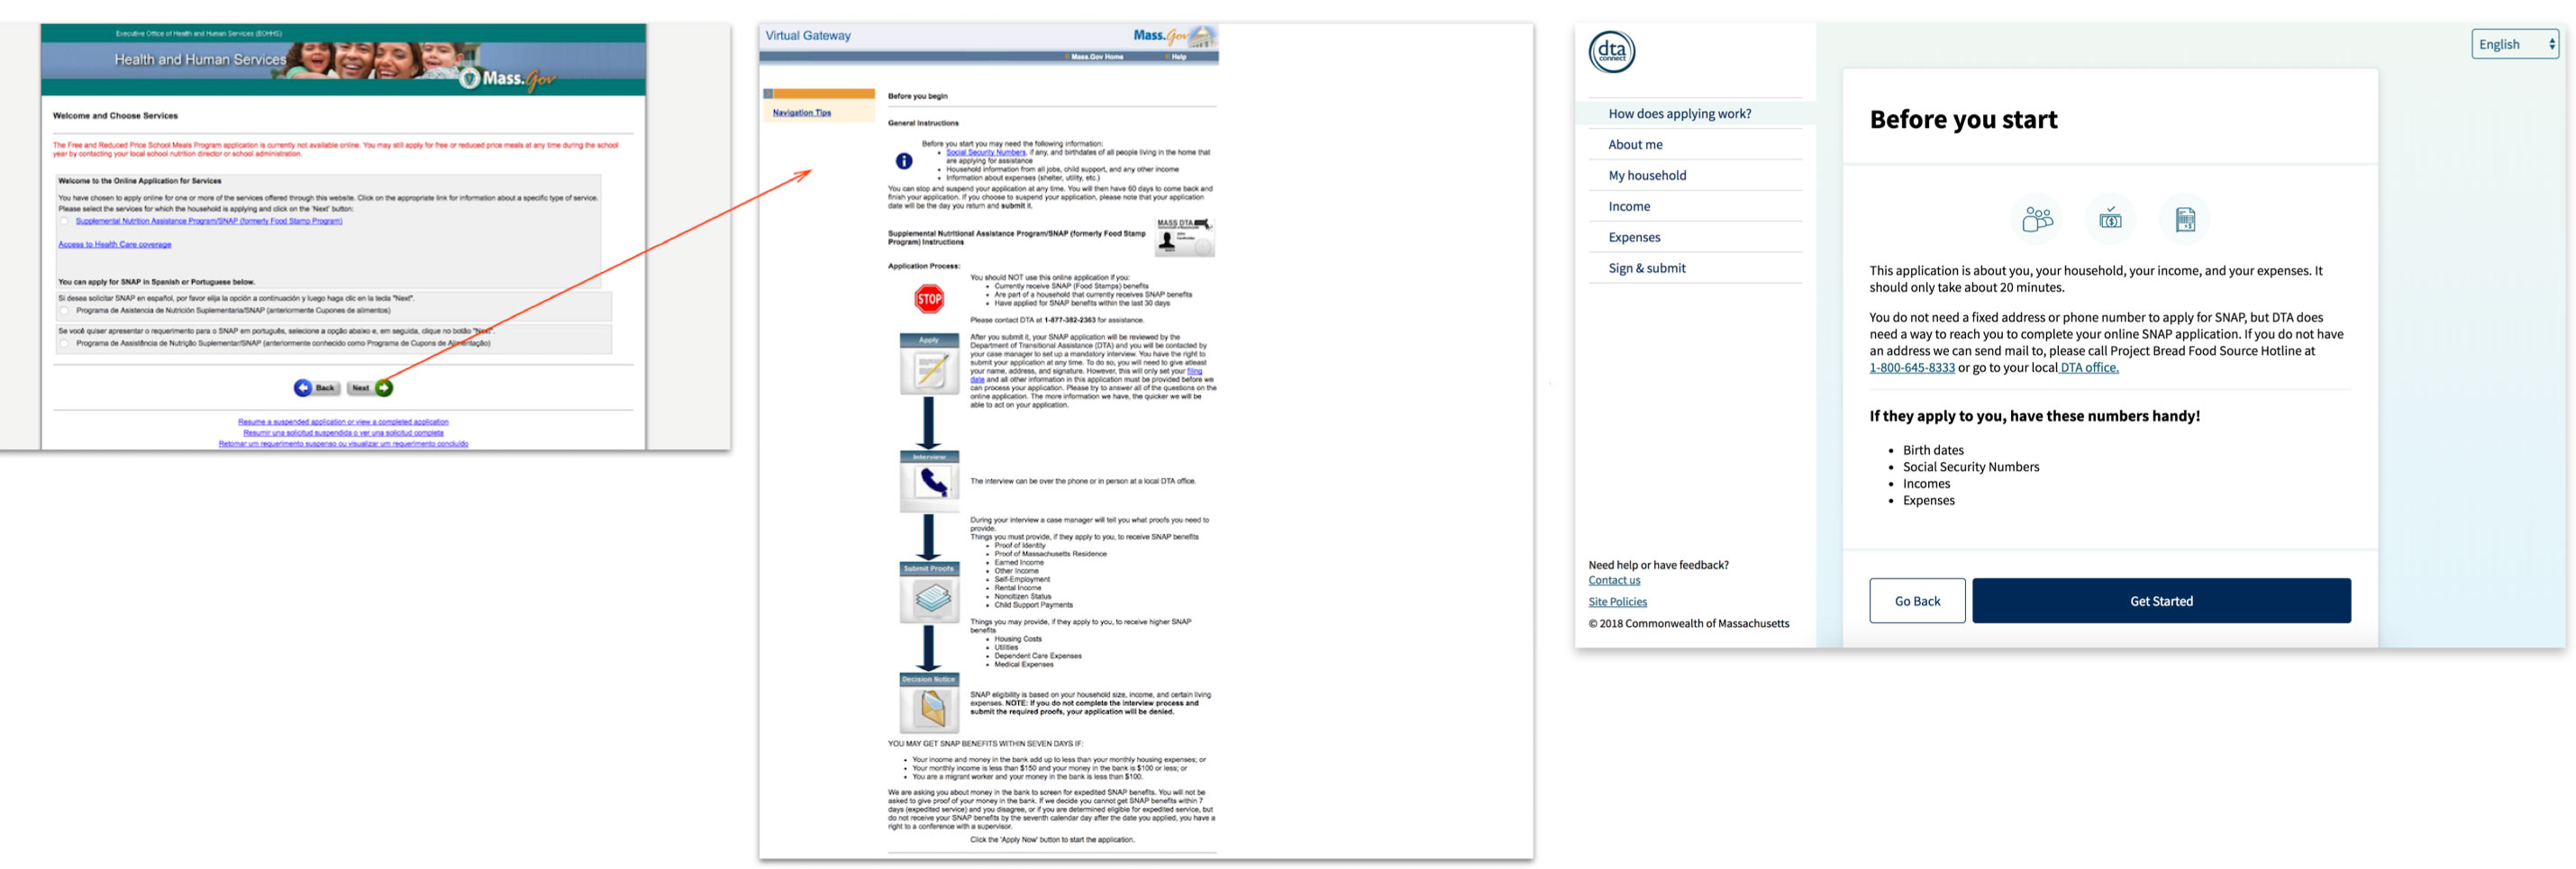 Executive Office of Health and Human Services (EOHHS)
Health and Human Services
Mass.Gov
Welcome and Choose Services
The Free and Reduced Price School Meals Program application is currently not available online. You may still apply for free or reduced price meals at any time during the school
year by contacting your local school nutrition director or school administration.
Welcome to the Online Application for Services
You have chosen to apply online for one or more of the services offered through this website. Click on the appropriate link for information about a specific type of service.
Please select the services for which the household is applying and click on the 'Next' button:
Supplemental Nutrition Assistance Program/SNAP (formerly Food Stamp Program)
Access to Health Care coverage
You can apply for SNAP in Spanish or Portuguese below.
Si desea solicitar SNAP en español, por favor elija la opción a continuación y luego haga clic en la tecla "Next".
Programa de Asistencia de Nutrición Suplementaria/SNAP (anteriormente Cupones de alimentos)
Se você quiser apresentar o requerimento para o SNAP em português, selecione a opção abaixo e, em seguida, clique no botão "Next".
Programa de Assistência de Nutrição Suplementar/SNAP (anteriormente conhecido como Programa de Cupons de Alimentação)
Back
Next
Resume a suspended application or view a completed application
Resumir una solicitud suspendida o ver una solicitud completa
Retomar um requerimento suspenso ou visualizar um requerimento concluído
Virtual Gateway
Mass.Gov
Mass.Gov Home
Help
Navigation Tips
Before you begin
General Instructions
Before you start you may need the following information:
• Social Security Numbers, if any, and birthdates of all people living in the home that
are applying for assistance
• Household information from all jobs, child support, and any other income
• Information about expenses (shelter, utility, etc.)
You can stop and suspend your application at any time. You will then have 60 days to come back and
finish your application. If you choose to suspend your application, please note that your application
date will be the day you return and submit it.
MASS DTA
Supplemental Nutritional Assistance Program/SNAP (formerly Food Stamp
Program) Instructions
Application Process:
STOP
You should NOT use this online application if you:
• Currently receive SNAP (Food Stamps) benefits
• Are part of a household that currently receives SNAP benefits
• Have applied for SNAP benefits within the last 30 days
Please contact DTA at 1-877-382-2363 for assistance.
Apply
After you submit it, your SNAP application will be reviewed by the
Department of Transitional Assistance (DTA) and you will be contacted by
your case manager to set up a mandatory interview. You have the right to
submit your application at any time. To do so, you will need to give atleast
your name, address, and signature. However, this will only set your filing
date and all other information in this application must be provided before we
can process your application. Please try to answer all of the questions on the
online application. The more information we have, the quicker we will be
able to act on your application.
Interview
The interview can be over the phone or in person at a local DTA office.
During your interview a case manager will tell you what proofs you need to
provide.
Things you must provide, if they apply to you, to receive SNAP benefits
• Proof of Identity
• Proof of Massachusetts Residence
• Earned Income
• Other Income
• Self-Employment
• Rental Income
• Noncitizen Status
• Child Support Payments
Submit Proofs
Things you may provide, if they apply to you, to receive higher SNAP
benefits
• Housing Costs
• Utilities
• Dependent Care Expenses
• Medical Expenses
Decision Notice
SNAP eligibility is based on your household size, income, and certain living
expenses. NOTE: If you do not complete the interview process and
submit the required proofs, your application will be denied.
YOU MAY GET SNAP BENEFITS WITHIN SEVEN DAYS IF:
• Your income and money in the bank add up to less than your monthly housing expenses; or
• Your monthly income is less than $150 and your money in the bank is $100 or less; or
• You are a migrant worker and your money in the bank is less than $100.
We are asking you about money in the bank to screen for expedited SNAP benefits. You will not be
asked to give proof of your money in the bank. If we decide you cannot get SNAP benefits within 7
days (expedited service) and you disagree, or if you are determined eligible for expedited service, but
do not receive your SNAP benefits by the seventh calendar day after the date you applied, you have a
right to a conference with a supervisor.
Click the 'Apply Now' button to start the application.
dta
connect
English
How does applying work?
About me
My household
Income
Expenses
Sign & submit
Need help or have feedback?
Contact us
Site Policies
© 2018 Commonwealth of Massachusetts
Before you start
This application is about you, your household, your income, and your expenses. It
should only take about 20 minutes.
You do not need a fixed address or phone number to apply for SNAP, but DTA does
need a way to reach you to complete your online SNAP application. If you do not have
an address we can send mail to, please call Project Bread Food Source Hotline at
1-800-645-8333 or go to your local DTA office.
If they apply to you, have these numbers handy!
• Birth dates
• Social Security Numbers
• Incomes
• Expenses
Go Back
Get Started